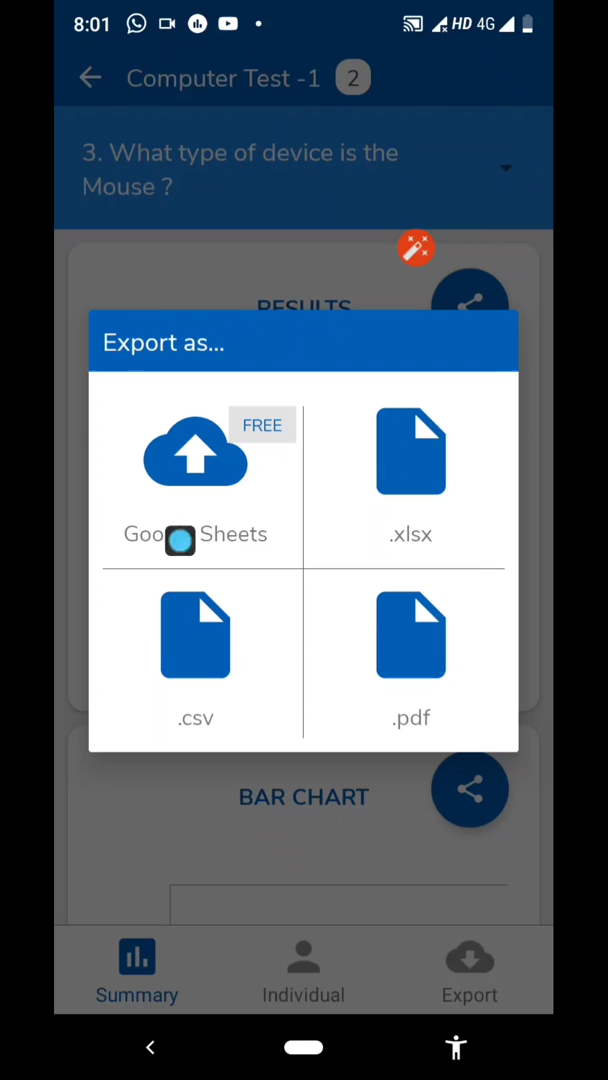 8:01
HD 4G
Computer Test -1 2
3. What type of device is the
Mouse ?
RESULTS
Export as...
FREE
Sheets
.xlsx
.csv
.pdf
BAR CHART
Summary
Individual
Export